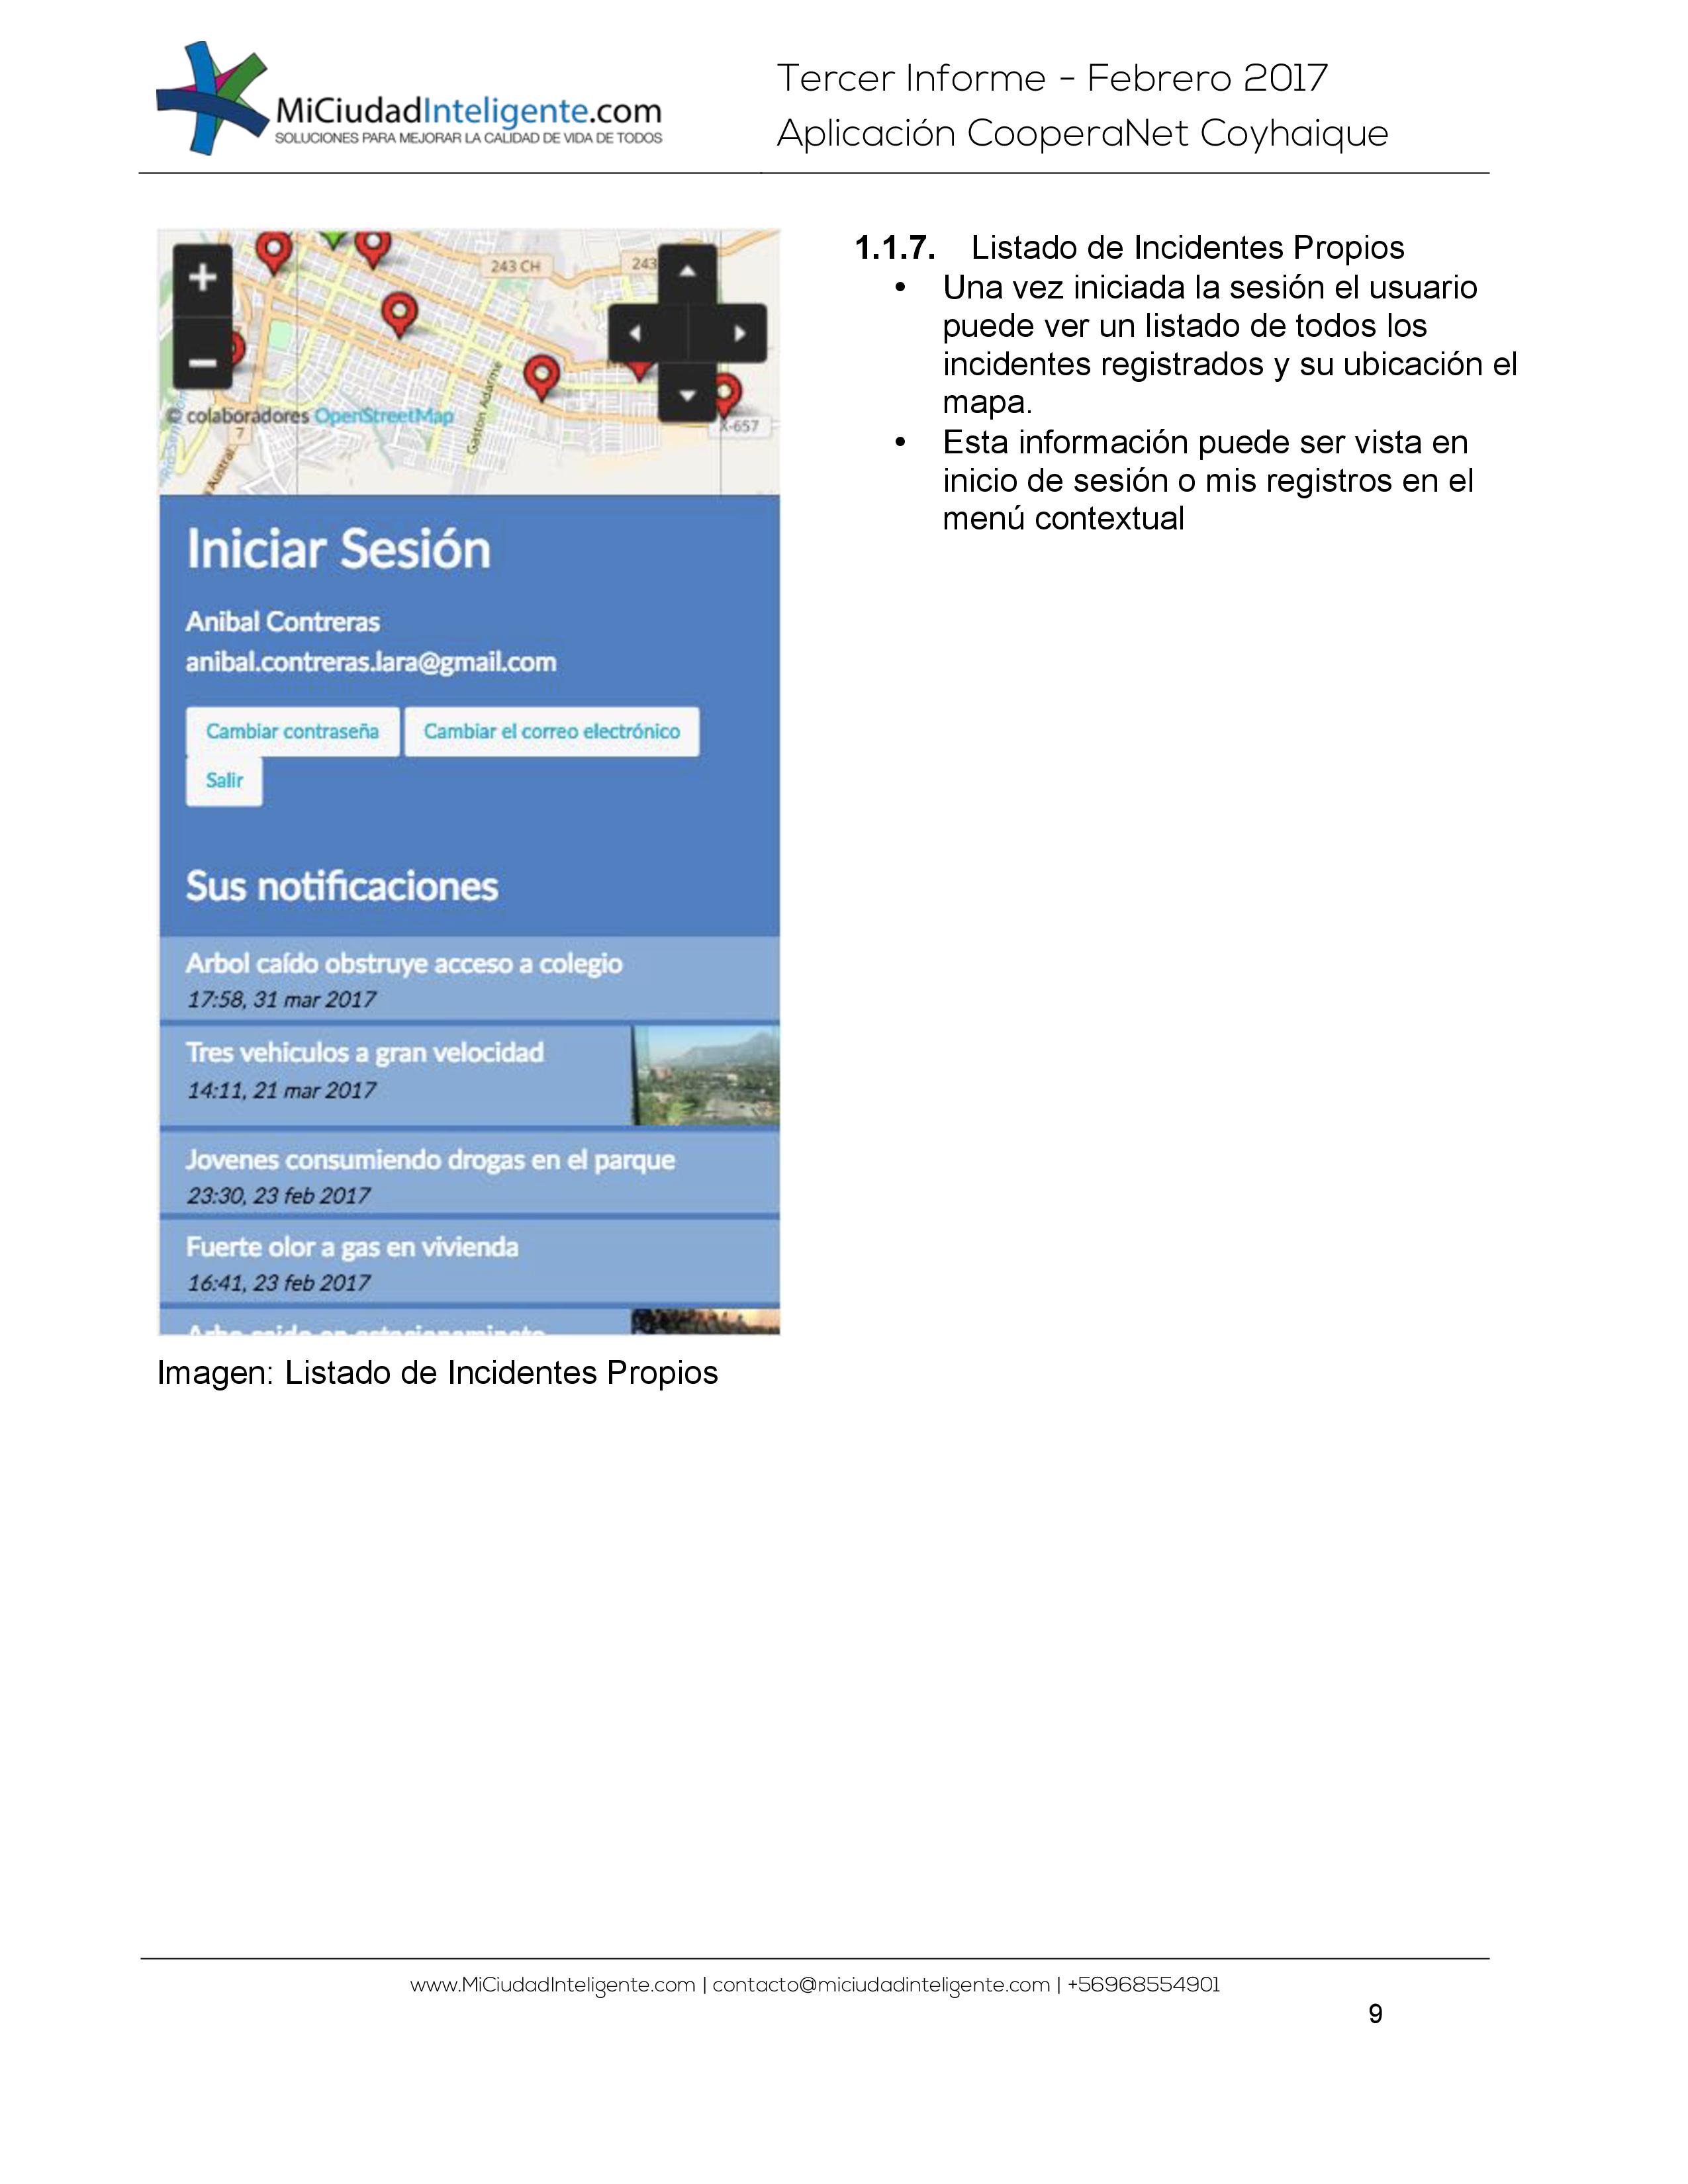 MiCiudadInteligente.com
SOLUCIONES PARA MEJORAR LA CALIDAD DE VIDA DE TODOS
Tercer Informe - Febrero 2017
Aplicación CooperaNet Coyhaique
243 CH
243
© colaboradores OpenStreetMap
7
Gastón Adarme
Austral
X-657
Iniciar Sesión
Anibal Contreras
anibal.contreras.lara@gmail.com
Cambiar contraseña
Cambiar el correo electrónico
Salir
Sus notificaciones
Arbol caído obstruye acceso a colegio
17:58, 31 mar 2017
Tres vehiculos a gran velocidad
14:11, 21 mar 2017
Jovenes consumiendo drogas en el parque
23:30, 23 feb 2017
Fuerte olor a gas en vivienda
16:41, 23 feb 2017
Imagen: Listado de Incidentes Propios
1.1.7. Listado de Incidentes Propios
• Una vez iniciada la sesión el usuario
puede ver un listado de todos los
incidentes registrados y su ubicación el
mapa.
• Esta información puede ser vista en
inicio de sesión o mis registros en el
menú contextual
www.MiCiudadInteligente.com | contacto@miciudadinteligente.com | +56968554901
9